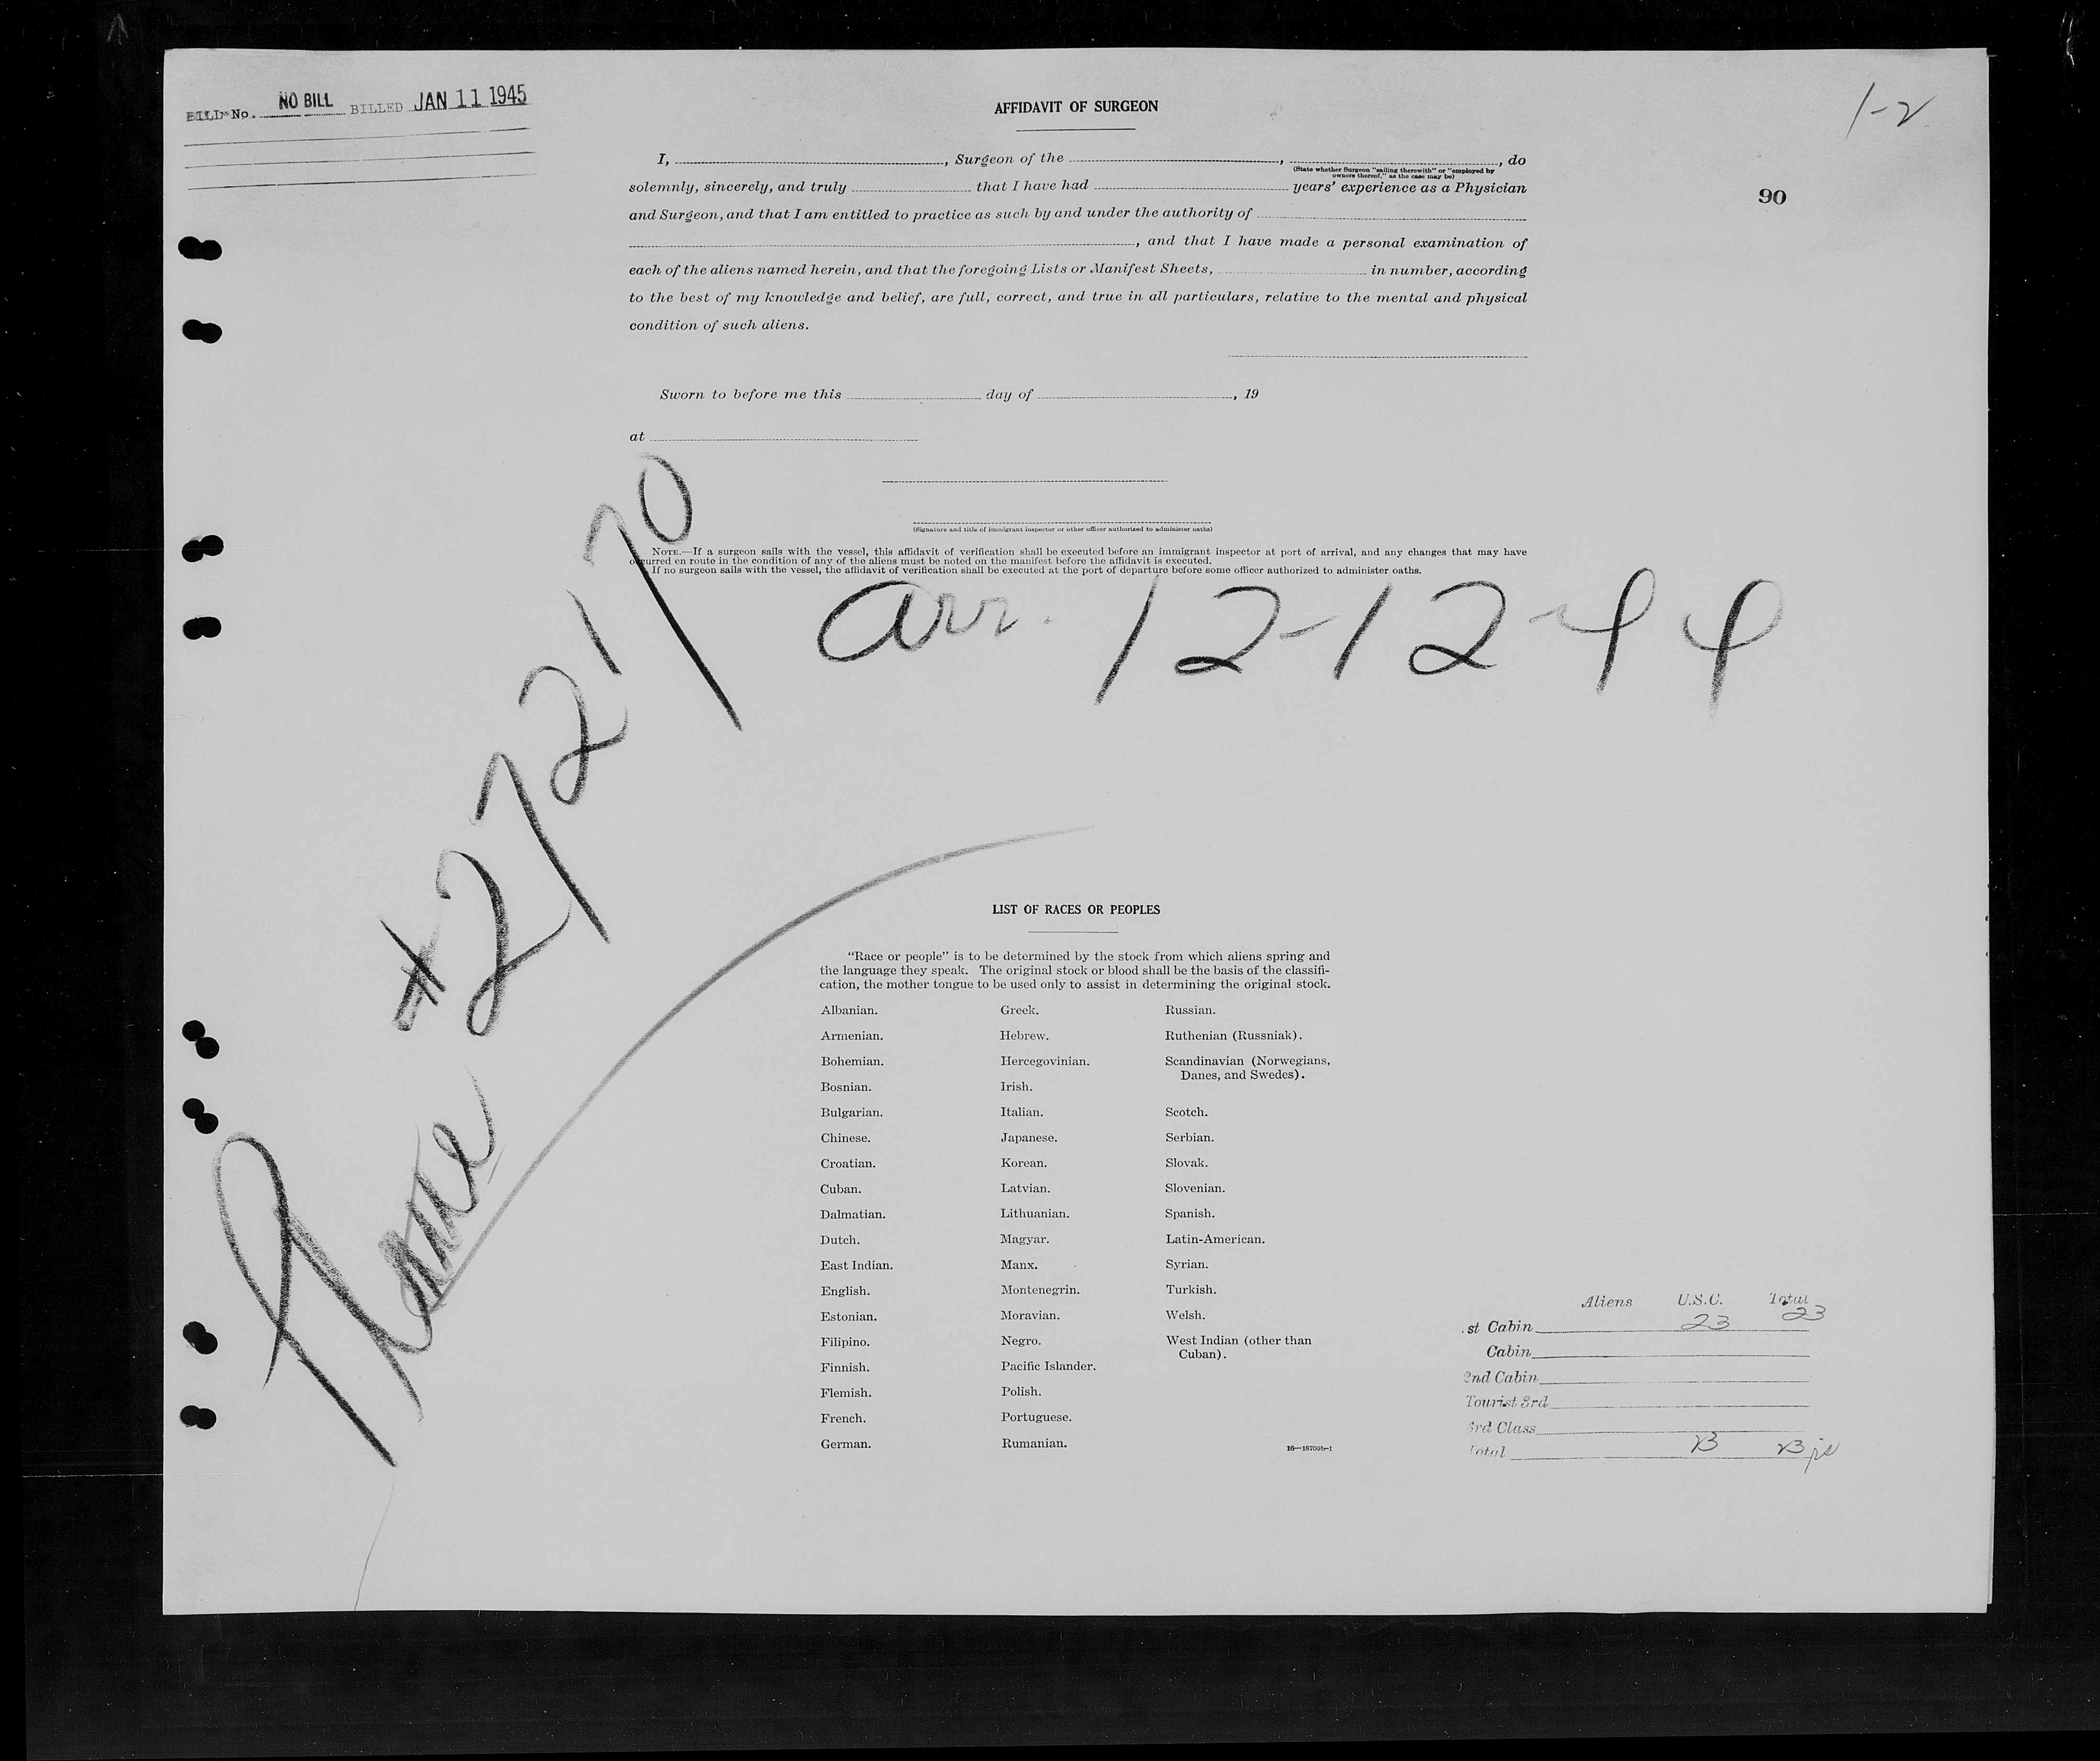 BILL No. NO BILL BILLED JAN 11 1945
1-2
90
AFFIDAVIT OF SURGEON
I, , Surgeon of the , , do
(State whether Surgeon "sailing therewith" or "employed by
owners thereof," as the case may be)
solemnly, sincerely, and truly that I have had years' experience as a Physician
and Surgeon, and that I am entitled to practice as such by and under the authority of
, and that I have made a personal examination of
each of the aliens named herein, and that the foregoing Lists or Manifest Sheets, in number, according
to the best of my knowledge and belief, are full, correct, and true in all particulars, relative to the mental and physical
condition of such aliens.
Sworn to before me this day of , 19
at
(Signature and title of immigrant inspector or other officer authorized to administer oaths)
NOTE.—If a surgeon sails with the vessel, this affidavit of verification shall be executed before an immigrant inspector at port of arrival, and any changes that may have
occurred en route in the condition of any of the aliens must be noted on the manifest before the affidavit is executed.
If no surgeon sails with the vessel, the affidavit of verification shall be executed at the port of departure before some officer authorized to administer oaths.
arr. 12-12-44
Plane #272170
LIST OF RACES OR PEOPLES
"Race or people" is to be determined by the stock from which aliens spring and
the language they speak. The original stock or blood shall be the basis of the classifi-
cation, the mother tongue to be used only to assist in determining the original stock.
Albanian. Greek. Russian.
Armenian. Hebrew. Ruthenian (Russniak).
Bohemian. Hercegovinian. Scandinavian (Norwegians,
Danes, and Swedes).
Bosnian. Irish.
Bulgarian. Italian. Scotch.
Chinese. Japanese. Serbian.
Croatian. Korean. Slovak.
Cuban. Latvian. Slovenian.
Dalmatian. Lithuanian. Spanish.
Dutch. Magyar. Latin-American.
East Indian. Manx. Syrian.
English. Montenegrin. Turkish.
Estonian. Moravian. Welsh.
Filipino. Negro. West Indian (other than
Cuban).
Finnish. Pacific Islander.
Flemish. Polish.
French. Portuguese.
German. Rumanian.
16—18709b-1
Aliens U.S.C. Total
st Cabin 23 23
Cabin
2nd Cabin
Tourist 3rd
3rd Class
Total 23 23 js